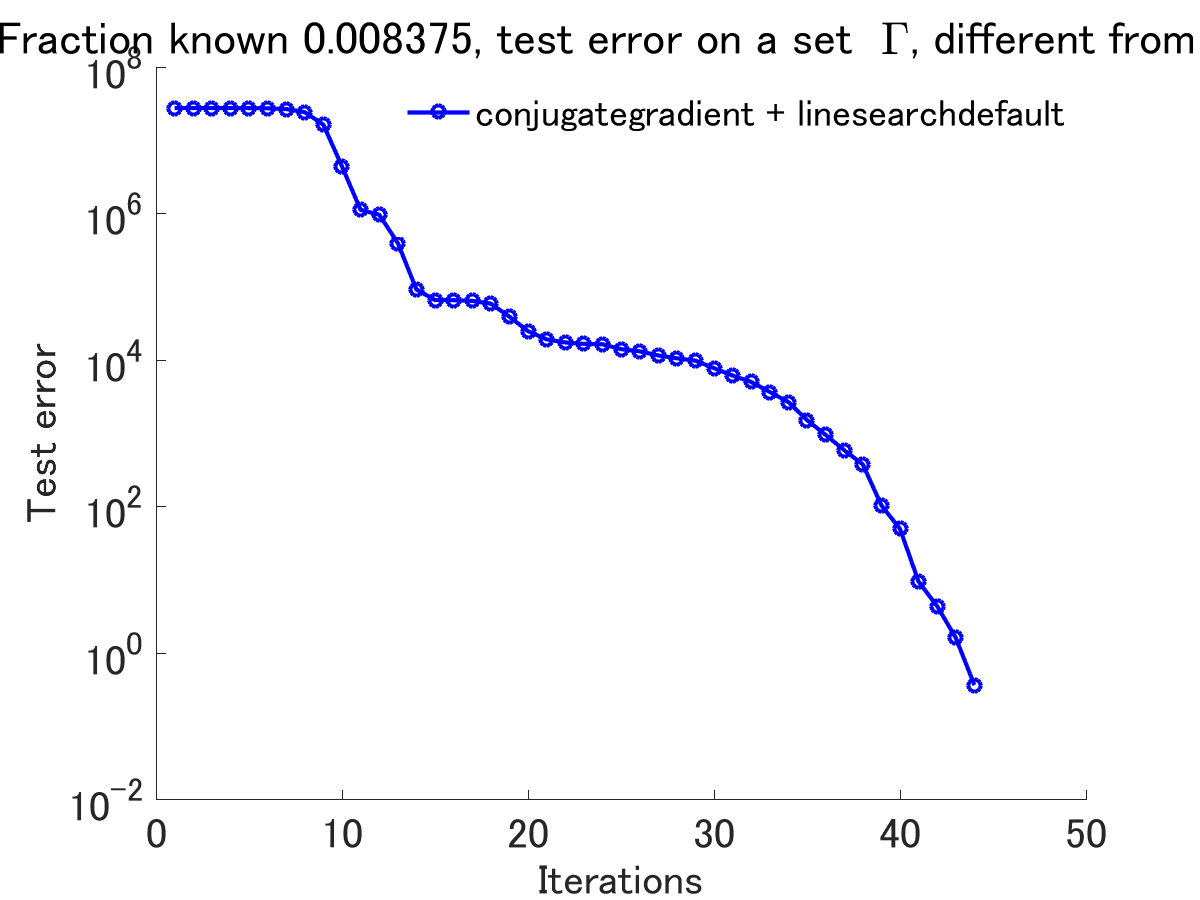 Fraction known 0.008375, test error on a set Γ, different from
conjugategradient + linesearchdefault
10^8
10^6
10^4
10^2
10^0
10^-2
Test error
0 10 20 30 40 50
Iterations